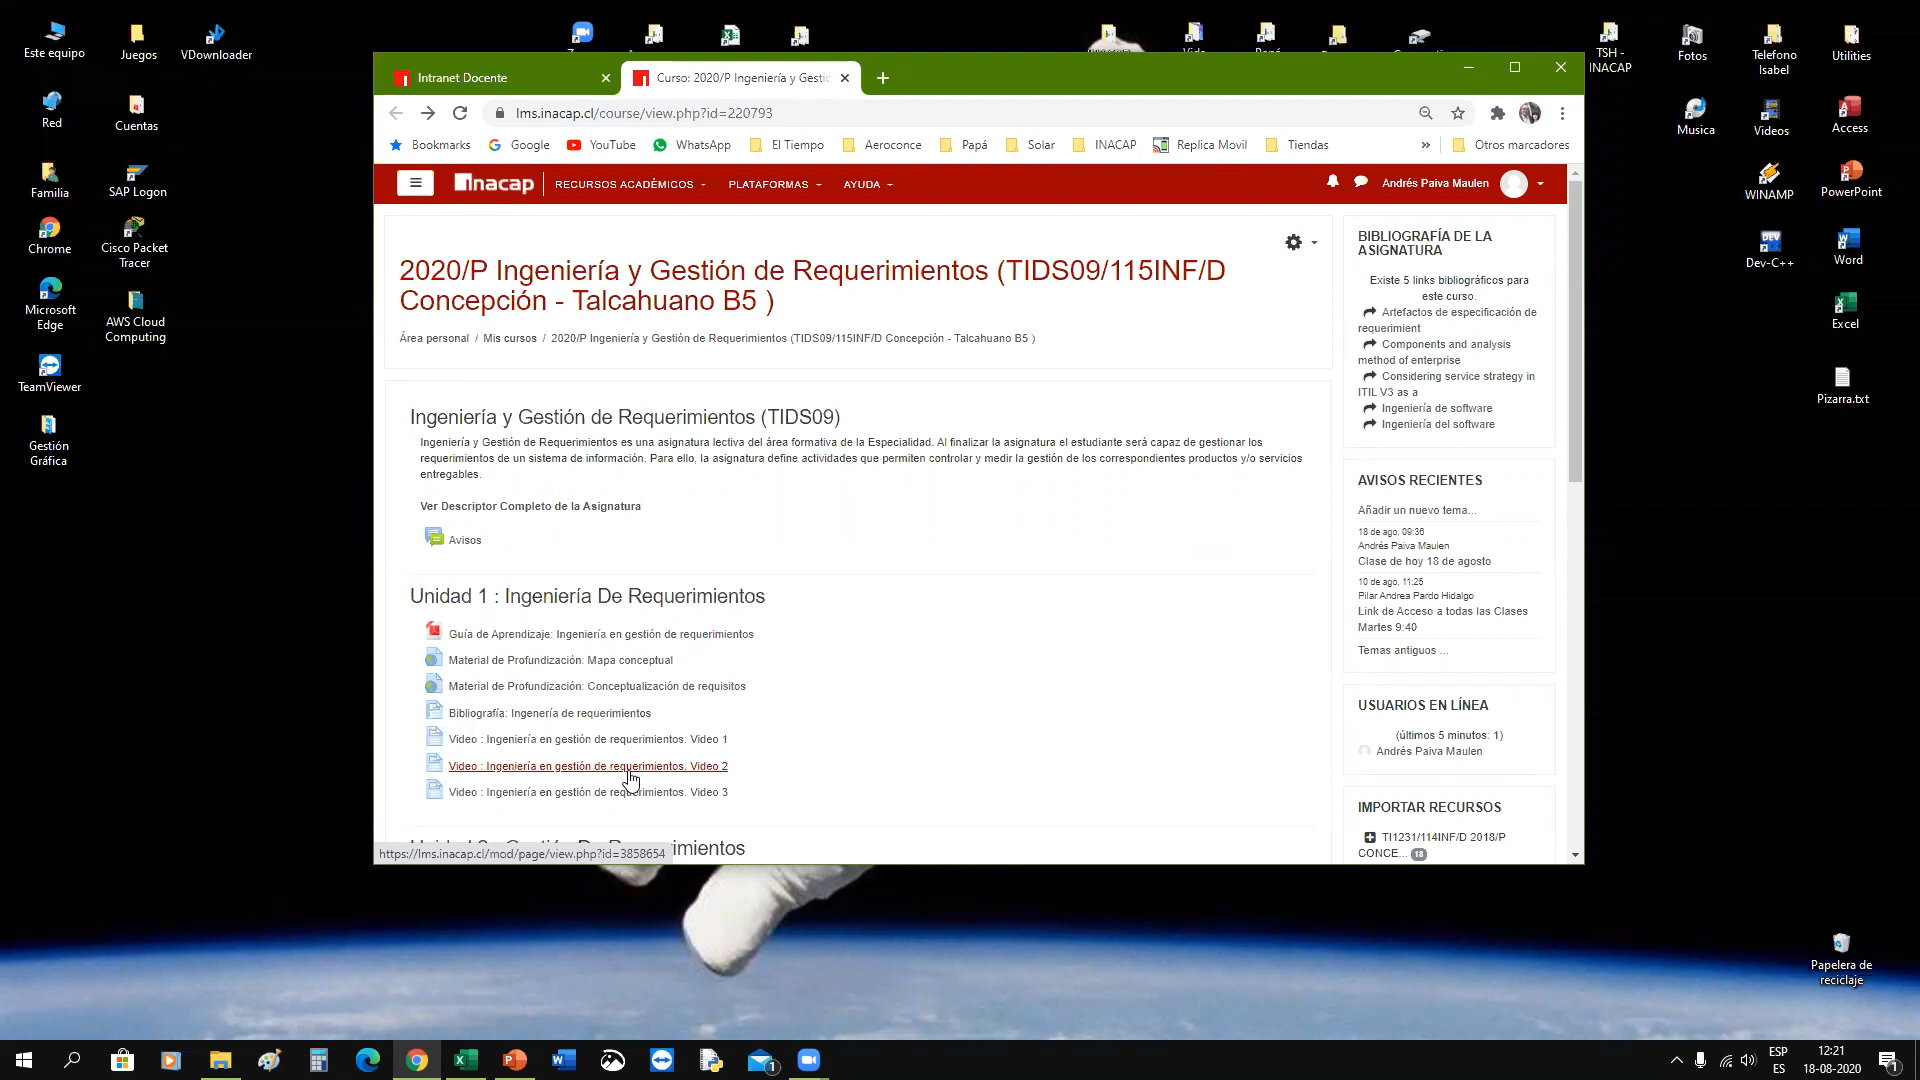 Este equipo
Juegos
VDownloader
Red
Cuentas
Familia
SAP Logon
Chrome
Cisco Packet
Tracer
Microsoft
Edge
AWS Cloud
Computing
TeamViewer
Gestión
Gráfica
TSH -
INACAP
Fotos
Telefono
Isabel
Utilities
Musica
Videos
Access
WINAMP
PowerPoint
Dev-C++
Word
Excel
Pizarra.txt
Papelera de
reciclaje
Intranet Docente
Curso: 2020/P Ingeniería y Gestió
lms.inacap.cl/course/view.php?id=220793
Bookmarks
Google
YouTube
WhatsApp
El Tiempo
Aeroconce
Papá
Solar
INACAP
Replica Movil
Tiendas
»
Otros marcadores
Inacap
RECURSOS ACADÉMICOS
PLATAFORMAS
AYUDA
Andrés Paiva Maulen
2020/P Ingeniería y Gestión de Requerimientos (TIDS09/115INF/D
Concepción - Talcahuano B5 )
Área personal / Mis cursos / 2020/P Ingeniería y Gestión de Requerimientos (TIDS09/115INF/D Concepción - Talcahuano B5 )
Ingeniería y Gestión de Requerimientos (TIDS09)
Ingeniería y Gestión de Requerimientos es una asignatura lectiva del área formativa de la Especialidad. Al finalizar la asignatura el estudiante será capaz de gestionar los
requerimientos de un sistema de información. Para ello, la asignatura define actividades que permiten controlar y medir la gestión de los correspondientes productos y/o servicios
entregables.
Ver Descriptor Completo de la Asignatura
Avisos
Unidad 1 : Ingeniería De Requerimientos
Guía de Aprendizaje: Ingeniería en gestión de requerimientos
Material de Profundización: Mapa conceptual
Material de Profundización: Conceptualización de requisitos
Bibliografía: Ingenería de requerimientos
Video : Ingeniería en gestión de requerimientos. Video 1
Video : Ingeniería en gestión de requerimientos. Video 2
Video : Ingeniería en gestión de requerimientos. Video 3
https://lms.inacap.cl/mod/page/view.php?id=3858654
BIBLIOGRAFÍA DE LA
ASIGNATURA
Existe 5 links bibliográficos para
este curso.
Artefactos de especificación de
requerimient
Components and analysis
method of enterprise
Considering service strategy in
ITIL V3 as a
Ingeniería de software
Ingeniería del software
AVISOS RECIENTES
Añadir un nuevo tema...
18 de ago, 09:36
Andrés Paiva Maulen
Clase de hoy 18 de agosto
10 de ago, 11:25
Pilar Andrea Pardo Hidalgo
Link de Acceso a todas las Clases
Martes 9:40
Temas antiguos ...
USUARIOS EN LÍNEA
(últimos 5 minutos: 1)
Andrés Paiva Maulen
IMPORTAR RECURSOS
TI1231/114INF/D 2018/P
CONCE... 18
ESP
ES
12:21
18-08-2020
1
1